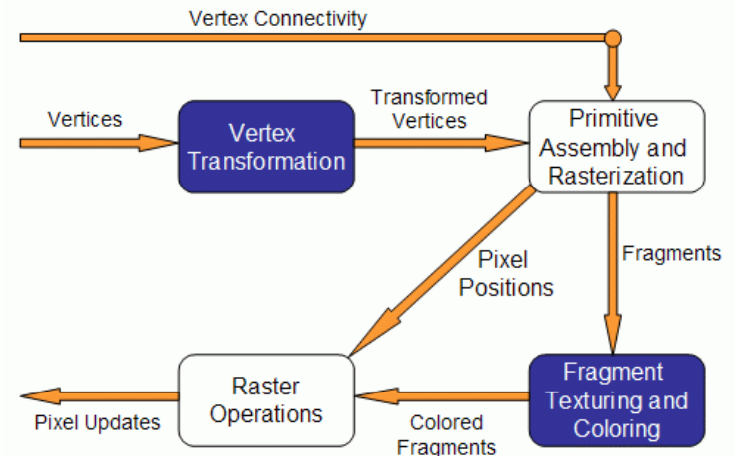 Vertex Connectivity
Vertices
Vertex
Transformation
Transformed
Vertices
Primitive
Assembly and
Rasterization
Pixel
Positions
Fragments
Fragment
Texturing and
Coloring
Colored
Fragments
Raster
Operations
Pixel Updates